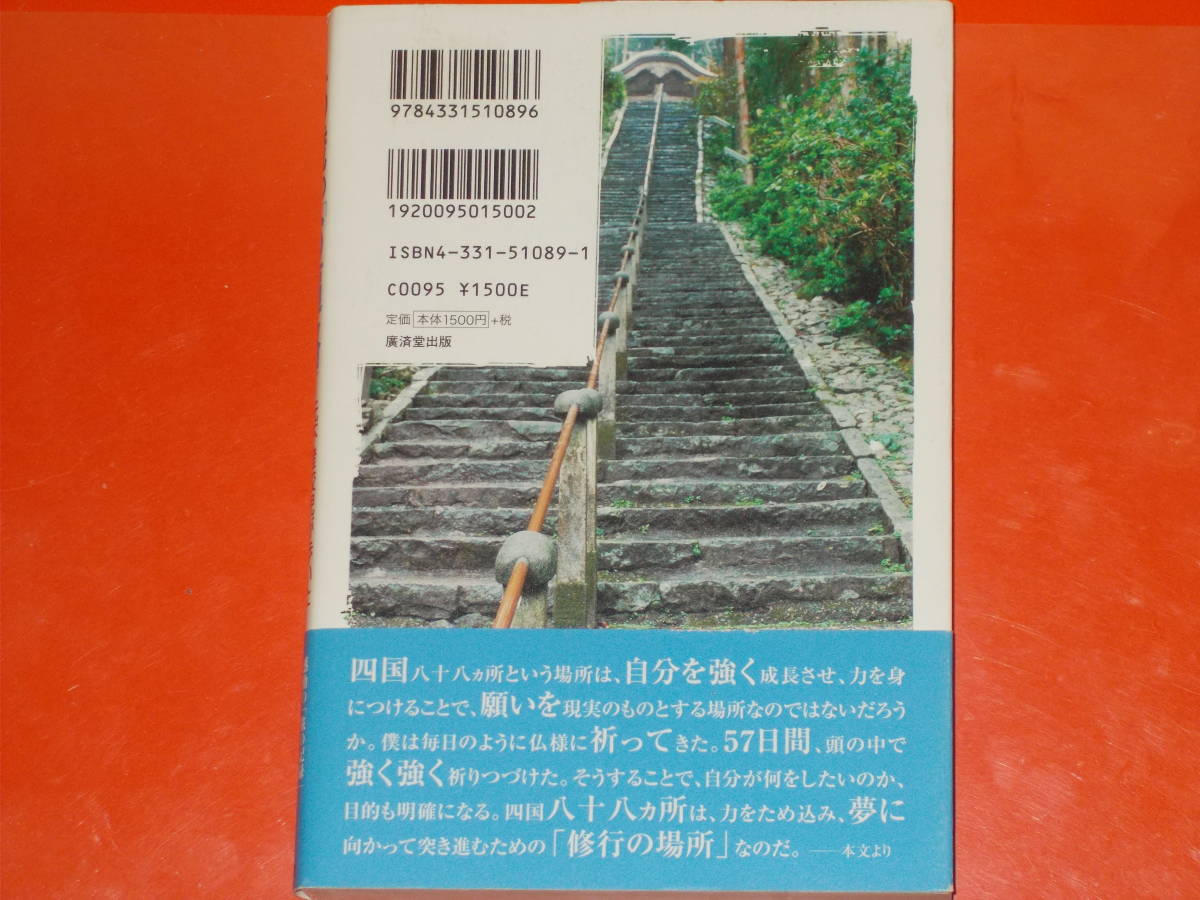 9784331510896
1920095015002
ISBN4-331-51089-1
C0095 ¥1500E
定価 本体1500円 +税
廣済堂出版
四国八十八ヵ所という場所は、自分を強く成長させ、力を身
につけることで、願いを現実のものとする場所なのではないだろう
か。僕は毎日のように仏様に祈ってきた。57日間、頭の中で
強く強く祈りつづけた。そうすることで、自分が何をしたいのか、
目的も明確になる。四国八十八ヵ所は、力をため込み、夢に
向かって突き進むための「修行の場所」なのだ。――本文より